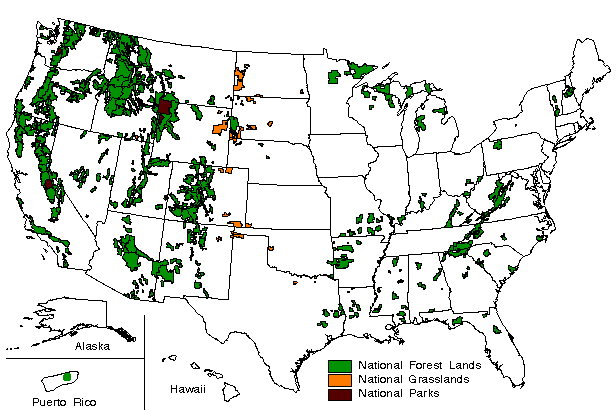 Alaska
Puerto Rico
Hawaii
National Forest Lands
National Grasslands
National Parks